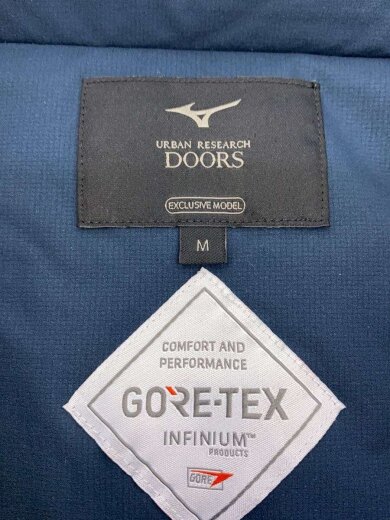 URBAN RESEARCH
DOORS
EXCLUSIVE MODEL
M
COMFORT AND
PERFORMANCE
GORE-TEX
INFINIUM™
PRODUCTS
GORE